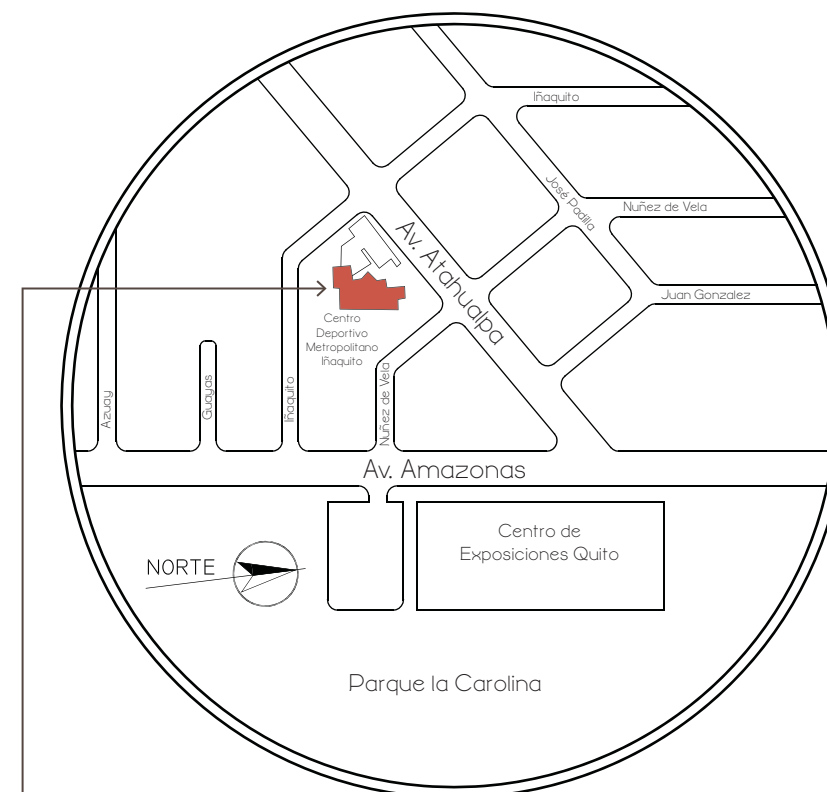 Iñaquito
José Padilla
Nuñez de Vela
Av. Atahualpa
Juan Gonzalez
Centro
Deportivo
Metropolitano
Iñaquito
Azuay
Guayas
Iñaquito
Nuñez de Vela
Av. Amazonas
Centro de
Exposiciones Quito
NORTE
Parque la Carolina